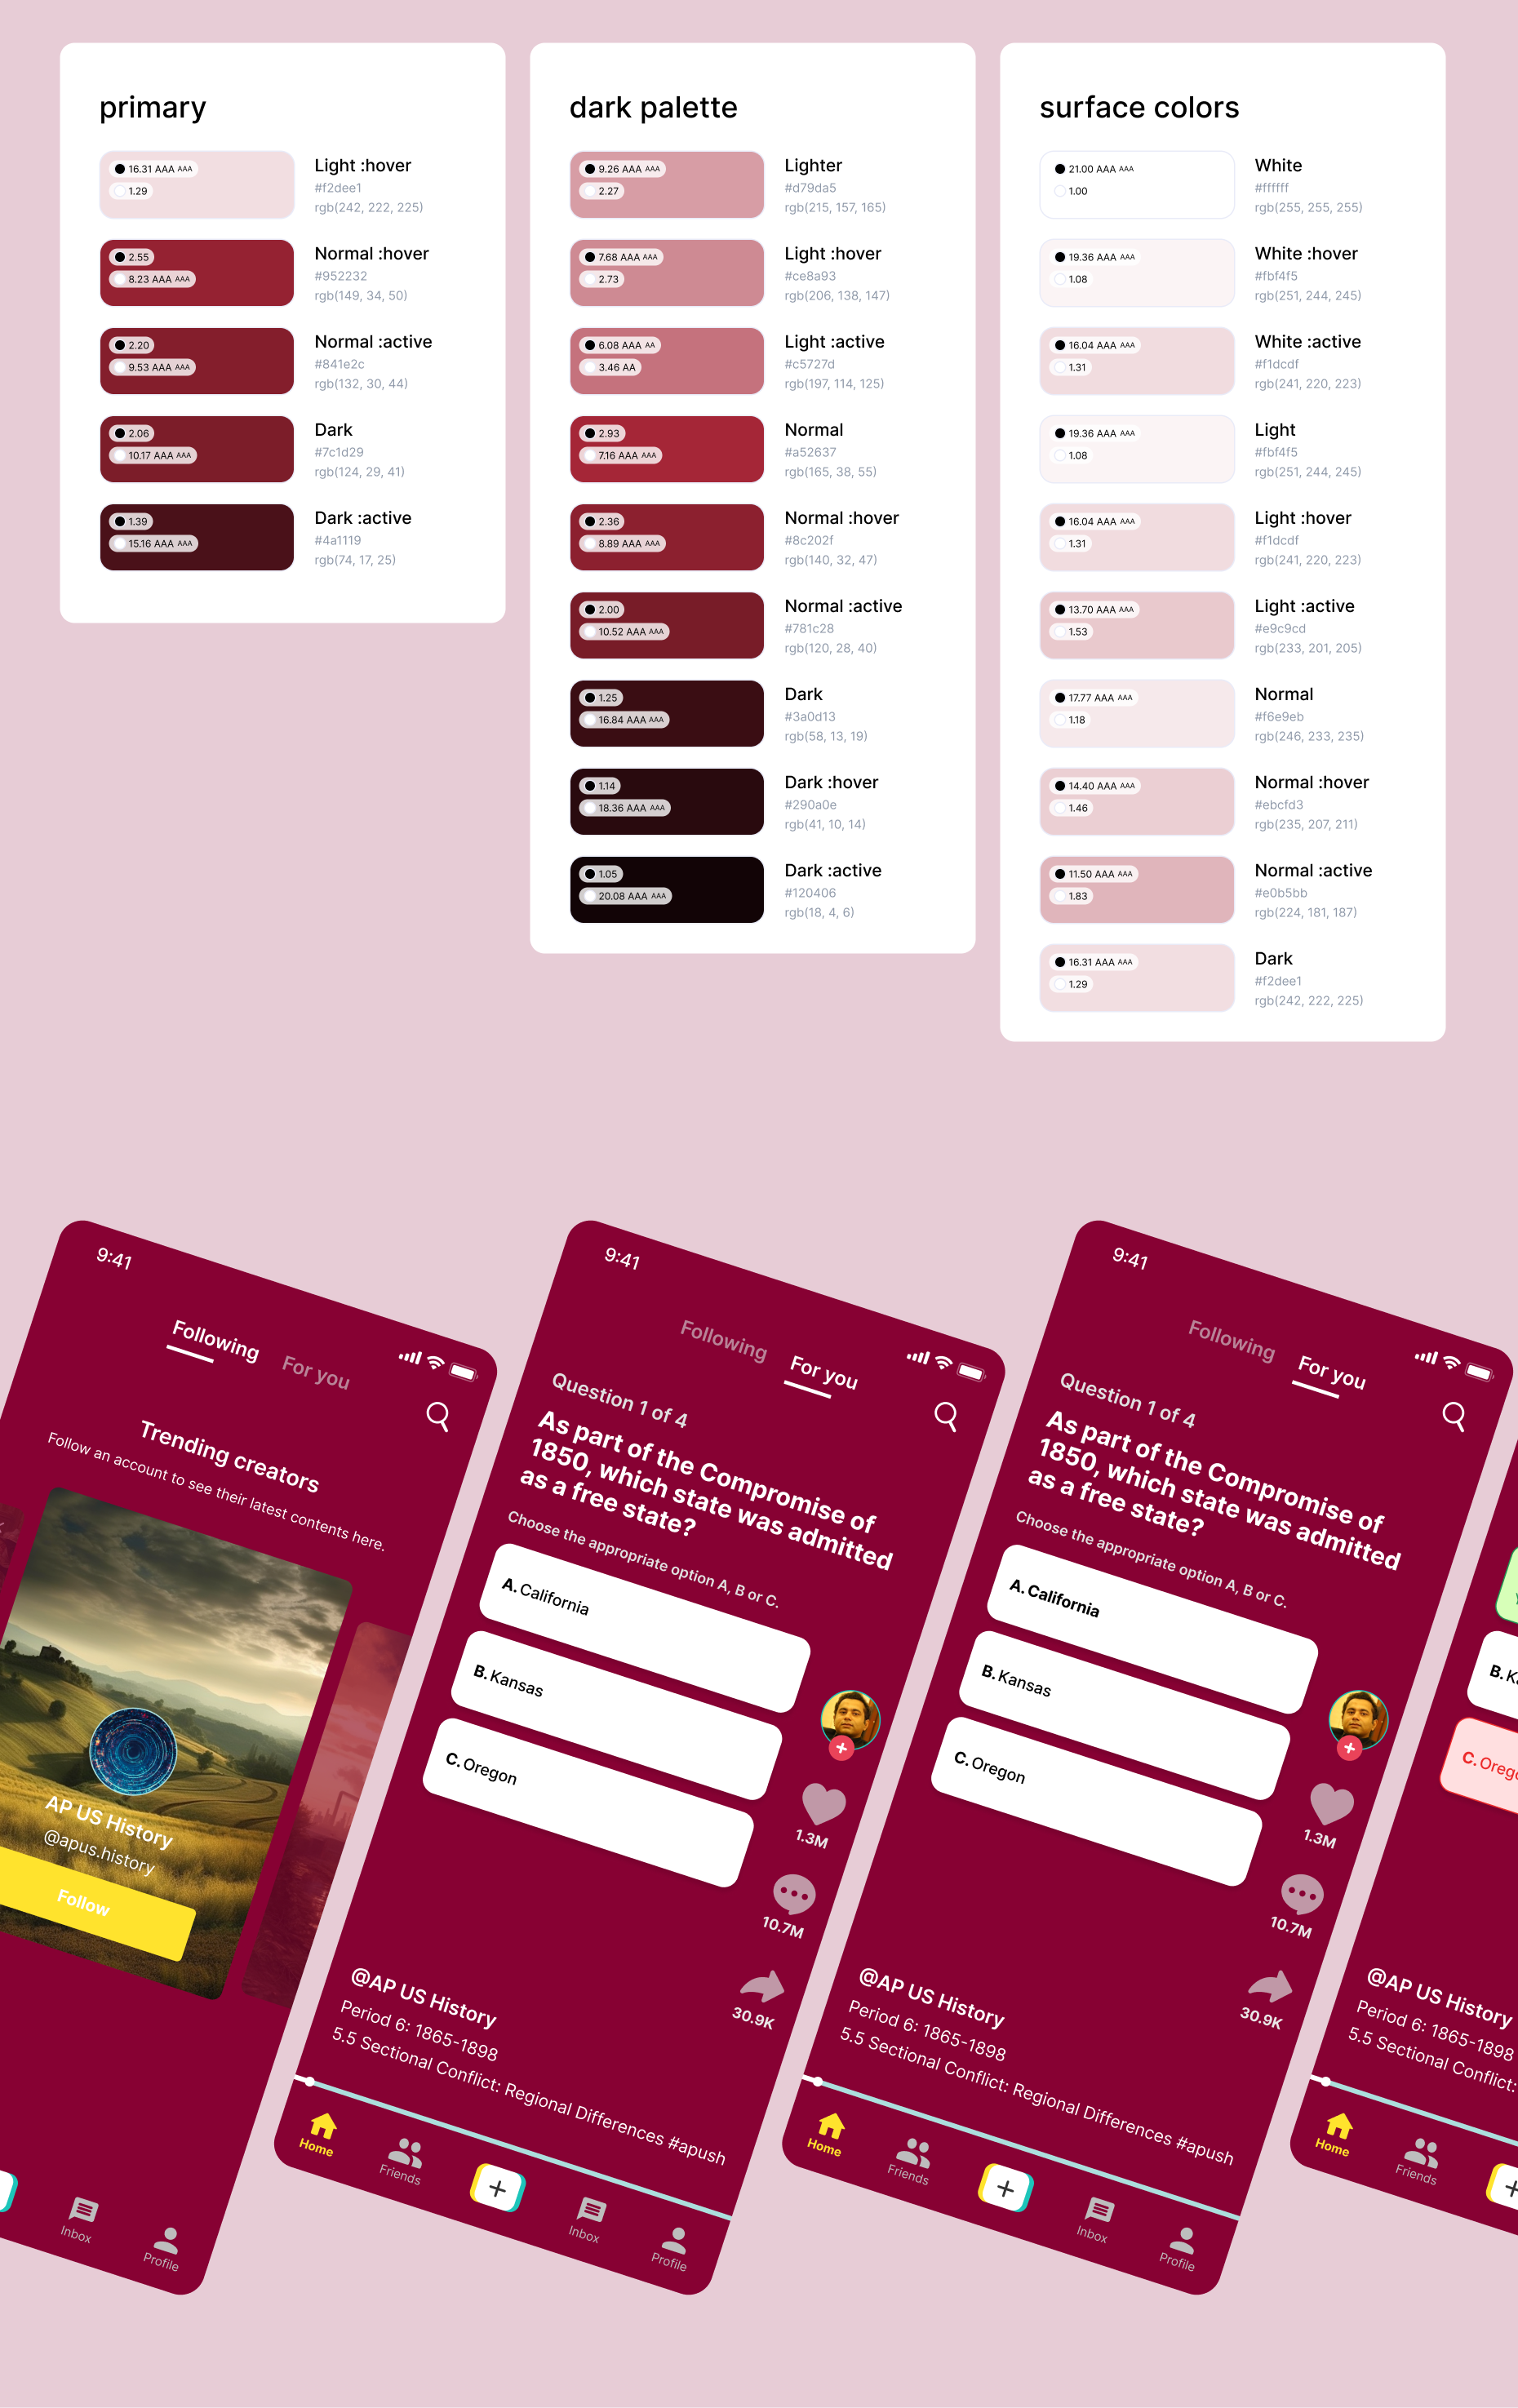 primary
16.31 AAA AAA
1.29
Light :hover
#f2dee1
rgb(242, 222, 225)
2.55
8.23 AAA AAA
Normal :hover
#952232
rgb(149, 34, 50)
2.20
9.53 AAA AAA
Normal :active
#841e2c
rgb(132, 30, 44)
2.06
10.17 AAA AAA
Dark
#7c1d29
rgb(124, 29, 41)
1.39
15.16 AAA AAA
Dark :active
#4a1119
rgb(74, 17, 25)
dark palette
9.26 AAA AAA
2.27
Lighter
#d79da5
rgb(215, 157, 165)
7.68 AAA AAA
2.73
Light :hover
#ce8a93
rgb(206, 138, 147)
6.08 AAA AA
3.46 AA
Light :active
#c5727d
rgb(197, 114, 125)
2.93
7.16 AAA AAA
Normal
#a52637
rgb(165, 38, 55)
2.36
8.89 AAA AAA
Normal :hover
#8c202f
rgb(140, 32, 47)
2.00
10.52 AAA AAA
Normal :active
#781c28
rgb(120, 28, 40)
1.25
16.84 AAA AAA
Dark
#3a0d13
rgb(58, 13, 19)
1.14
18.36 AAA AAA
Dark :hover
#290a0e
rgb(41, 10, 14)
1.05
20.08 AAA AAA
Dark :active
#120406
rgb(18, 4, 6)
surface colors
21.00 AAA AAA
1.00
White
#ffffff
rgb(255, 255, 255)
19.36 AAA AAA
1.08
White :hover
#fbf4f5
rgb(251, 244, 245)
16.04 AAA AAA
1.31
White :active
#f1dcdf
rgb(241, 220, 223)
19.36 AAA AAA
1.08
Light
#fbf4f5
rgb(251, 244, 245)
16.04 AAA AAA
1.31
Light :hover
#f1dcdf
rgb(241, 220, 223)
13.70 AAA AAA
1.53
Light :active
#e9c9cd
rgb(233, 201, 205)
17.77 AAA AAA
1.18
Normal
#f6e9eb
rgb(246, 233, 235)
14.40 AAA AAA
1.46
Normal :hover
#ebcfd3
rgb(235, 207, 211)
11.50 AAA AAA
1.83
Normal :active
#e0b5bb
rgb(224, 181, 187)
16.31 AAA AAA
1.29
Dark
#f2dee1
rgb(242, 222, 225)
9:41
Following
For you
Trending creators
Follow an account to see their latest contents here.
AP US History
@apus.history
Follow
Inbox
Profile
9:41
Following
For you
Question 1 of 4
As part of the Compromise of
1850, which state was admitted
as a free state?
Choose the appropriate option A, B or C.
A. California
B. Kansas
C. Oregon
1.3M
10.7M
30.9K
@AP US History
Period 6: 1865-1898
5.5 Sectional Conflict: Regional Differences #apush
Home
Friends
Inbox
Profile
9:41
Following
For you
Question 1 of 4
As part of the Compromise of
1850, which state was admitted
as a free state?
Choose the appropriate option A, B or C.
A. California
B. Kansas
C. Oregon
1.3M
10.7M
30.9K
@AP US History
Period 6: 1865-1898
5.5 Sectional Conflict: Regional Differences #apush
Home
Friends
Inbox
Profile
B.
C.
@AP US History
Period 6: 1865-1898
5.5 Sectional Conflict:
Home
Friends